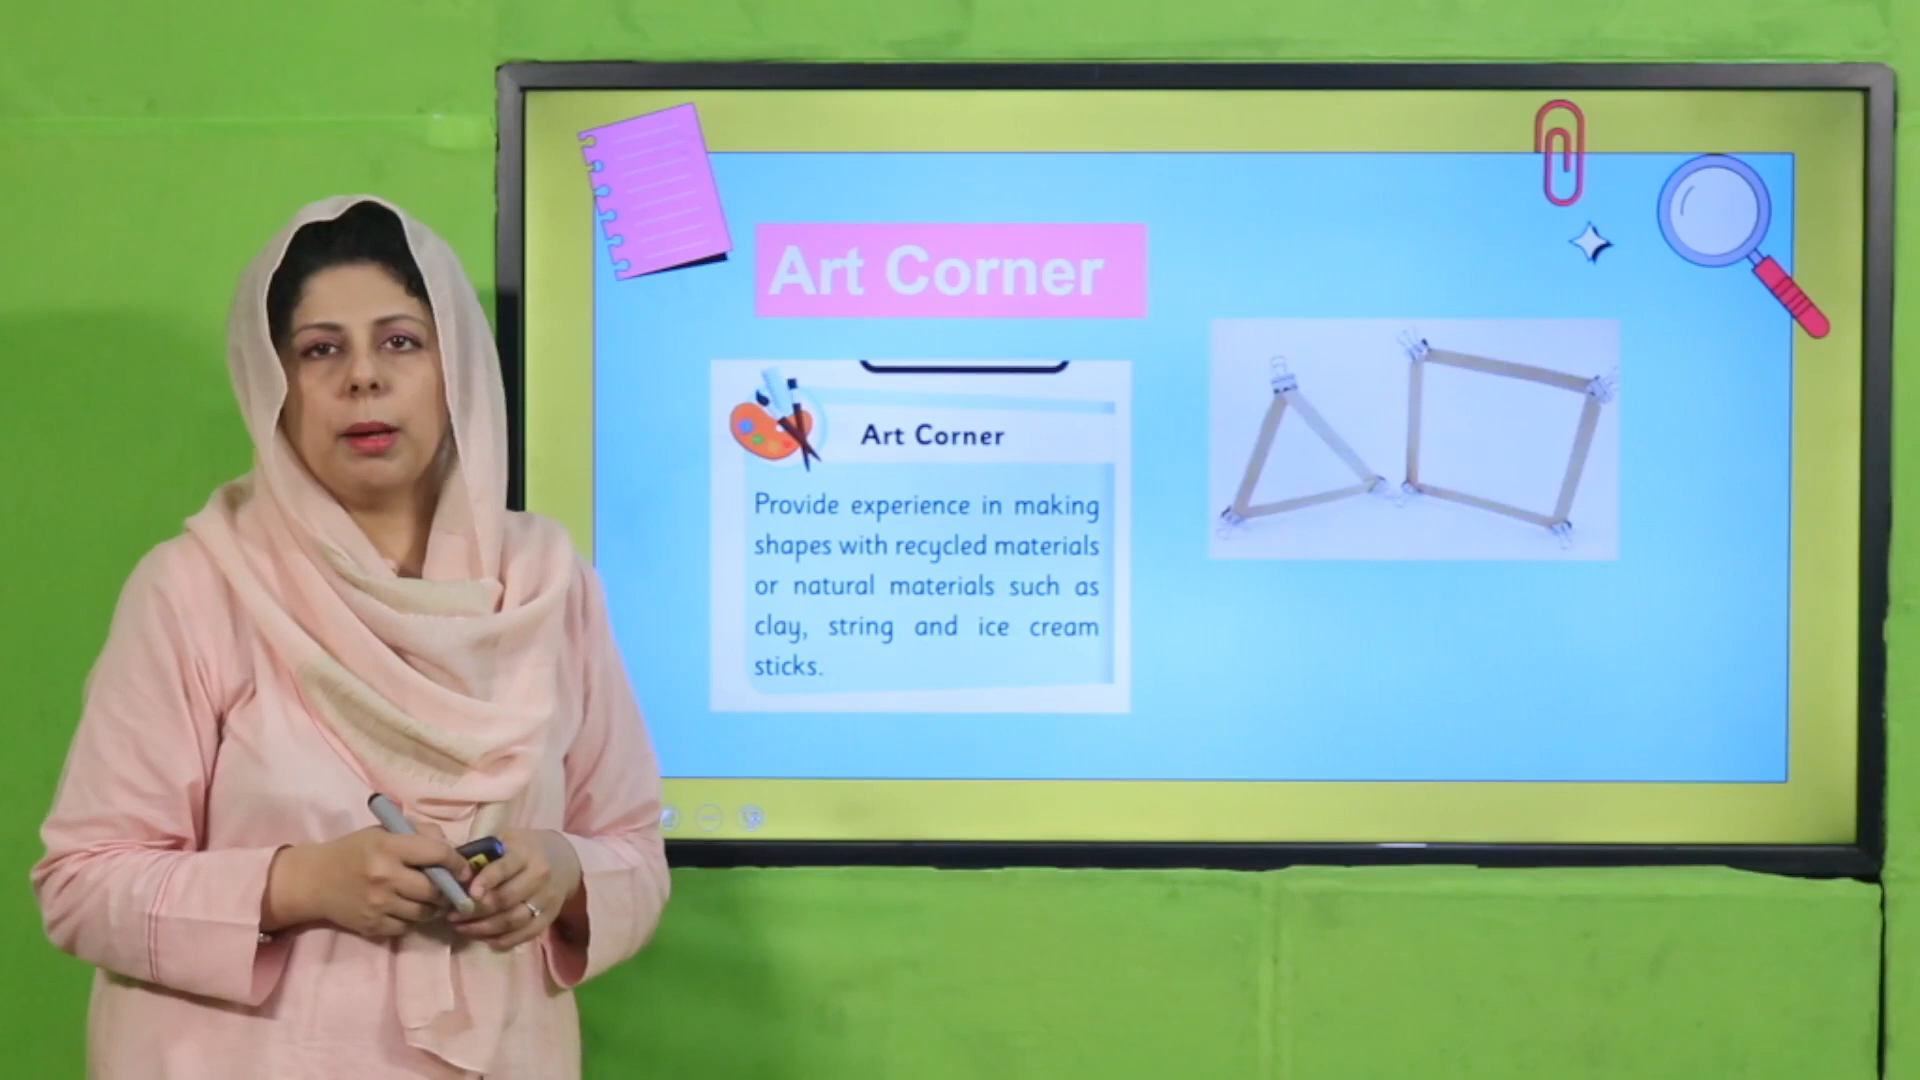 Art Corner
Art Corner
Provide experience in making
shapes with recycled materials
or natural materials such as
clay, string and ice cream
sticks.